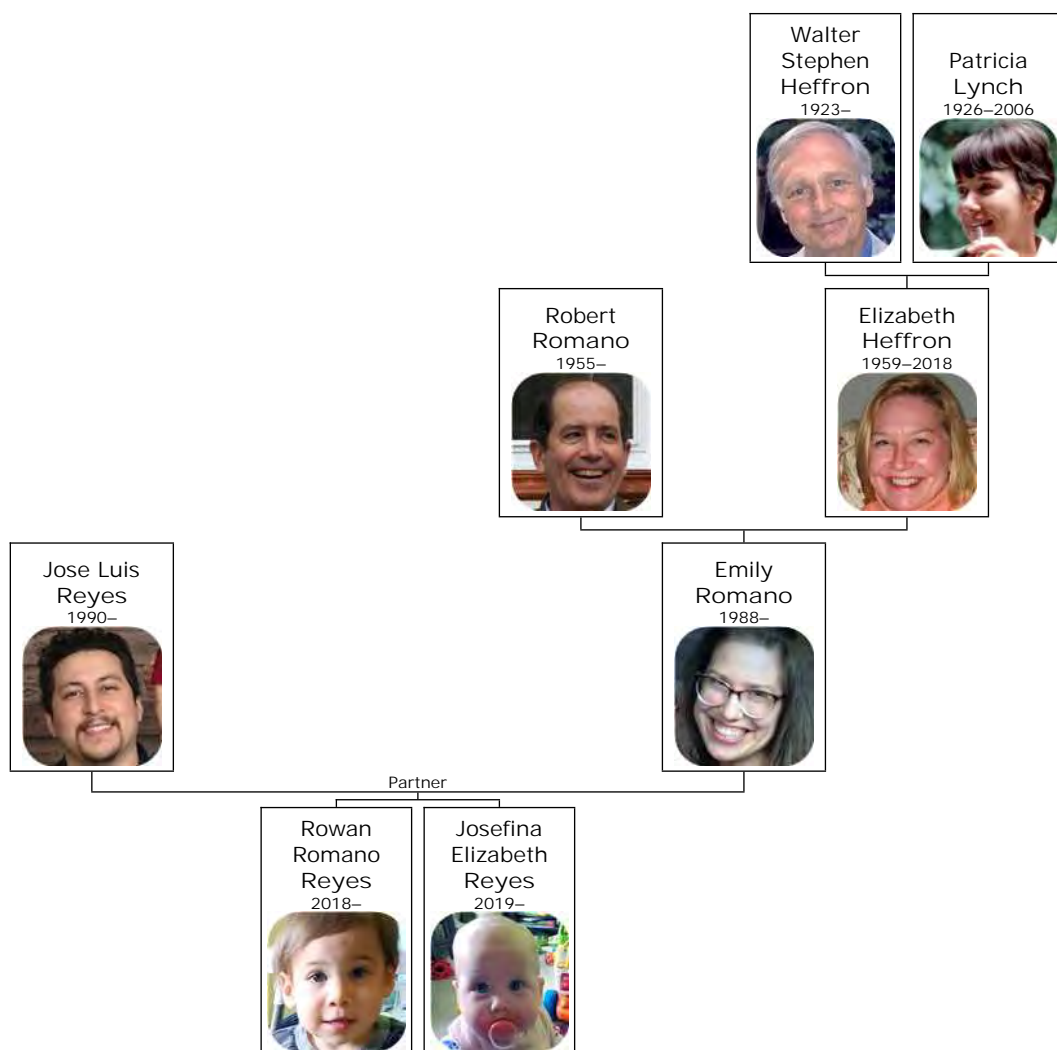 Walter
Stephen
Heffron
1923–
Patricia
Lynch
1926–2006
Robert
Romano
1955–
Elizabeth
Heffron
1959–2018
Jose Luis
Reyes
1990–
Emily
Romano
1988–
Partner
Rowan
Romano
Reyes
2018–
Josefina
Elizabeth
Reyes
2019–